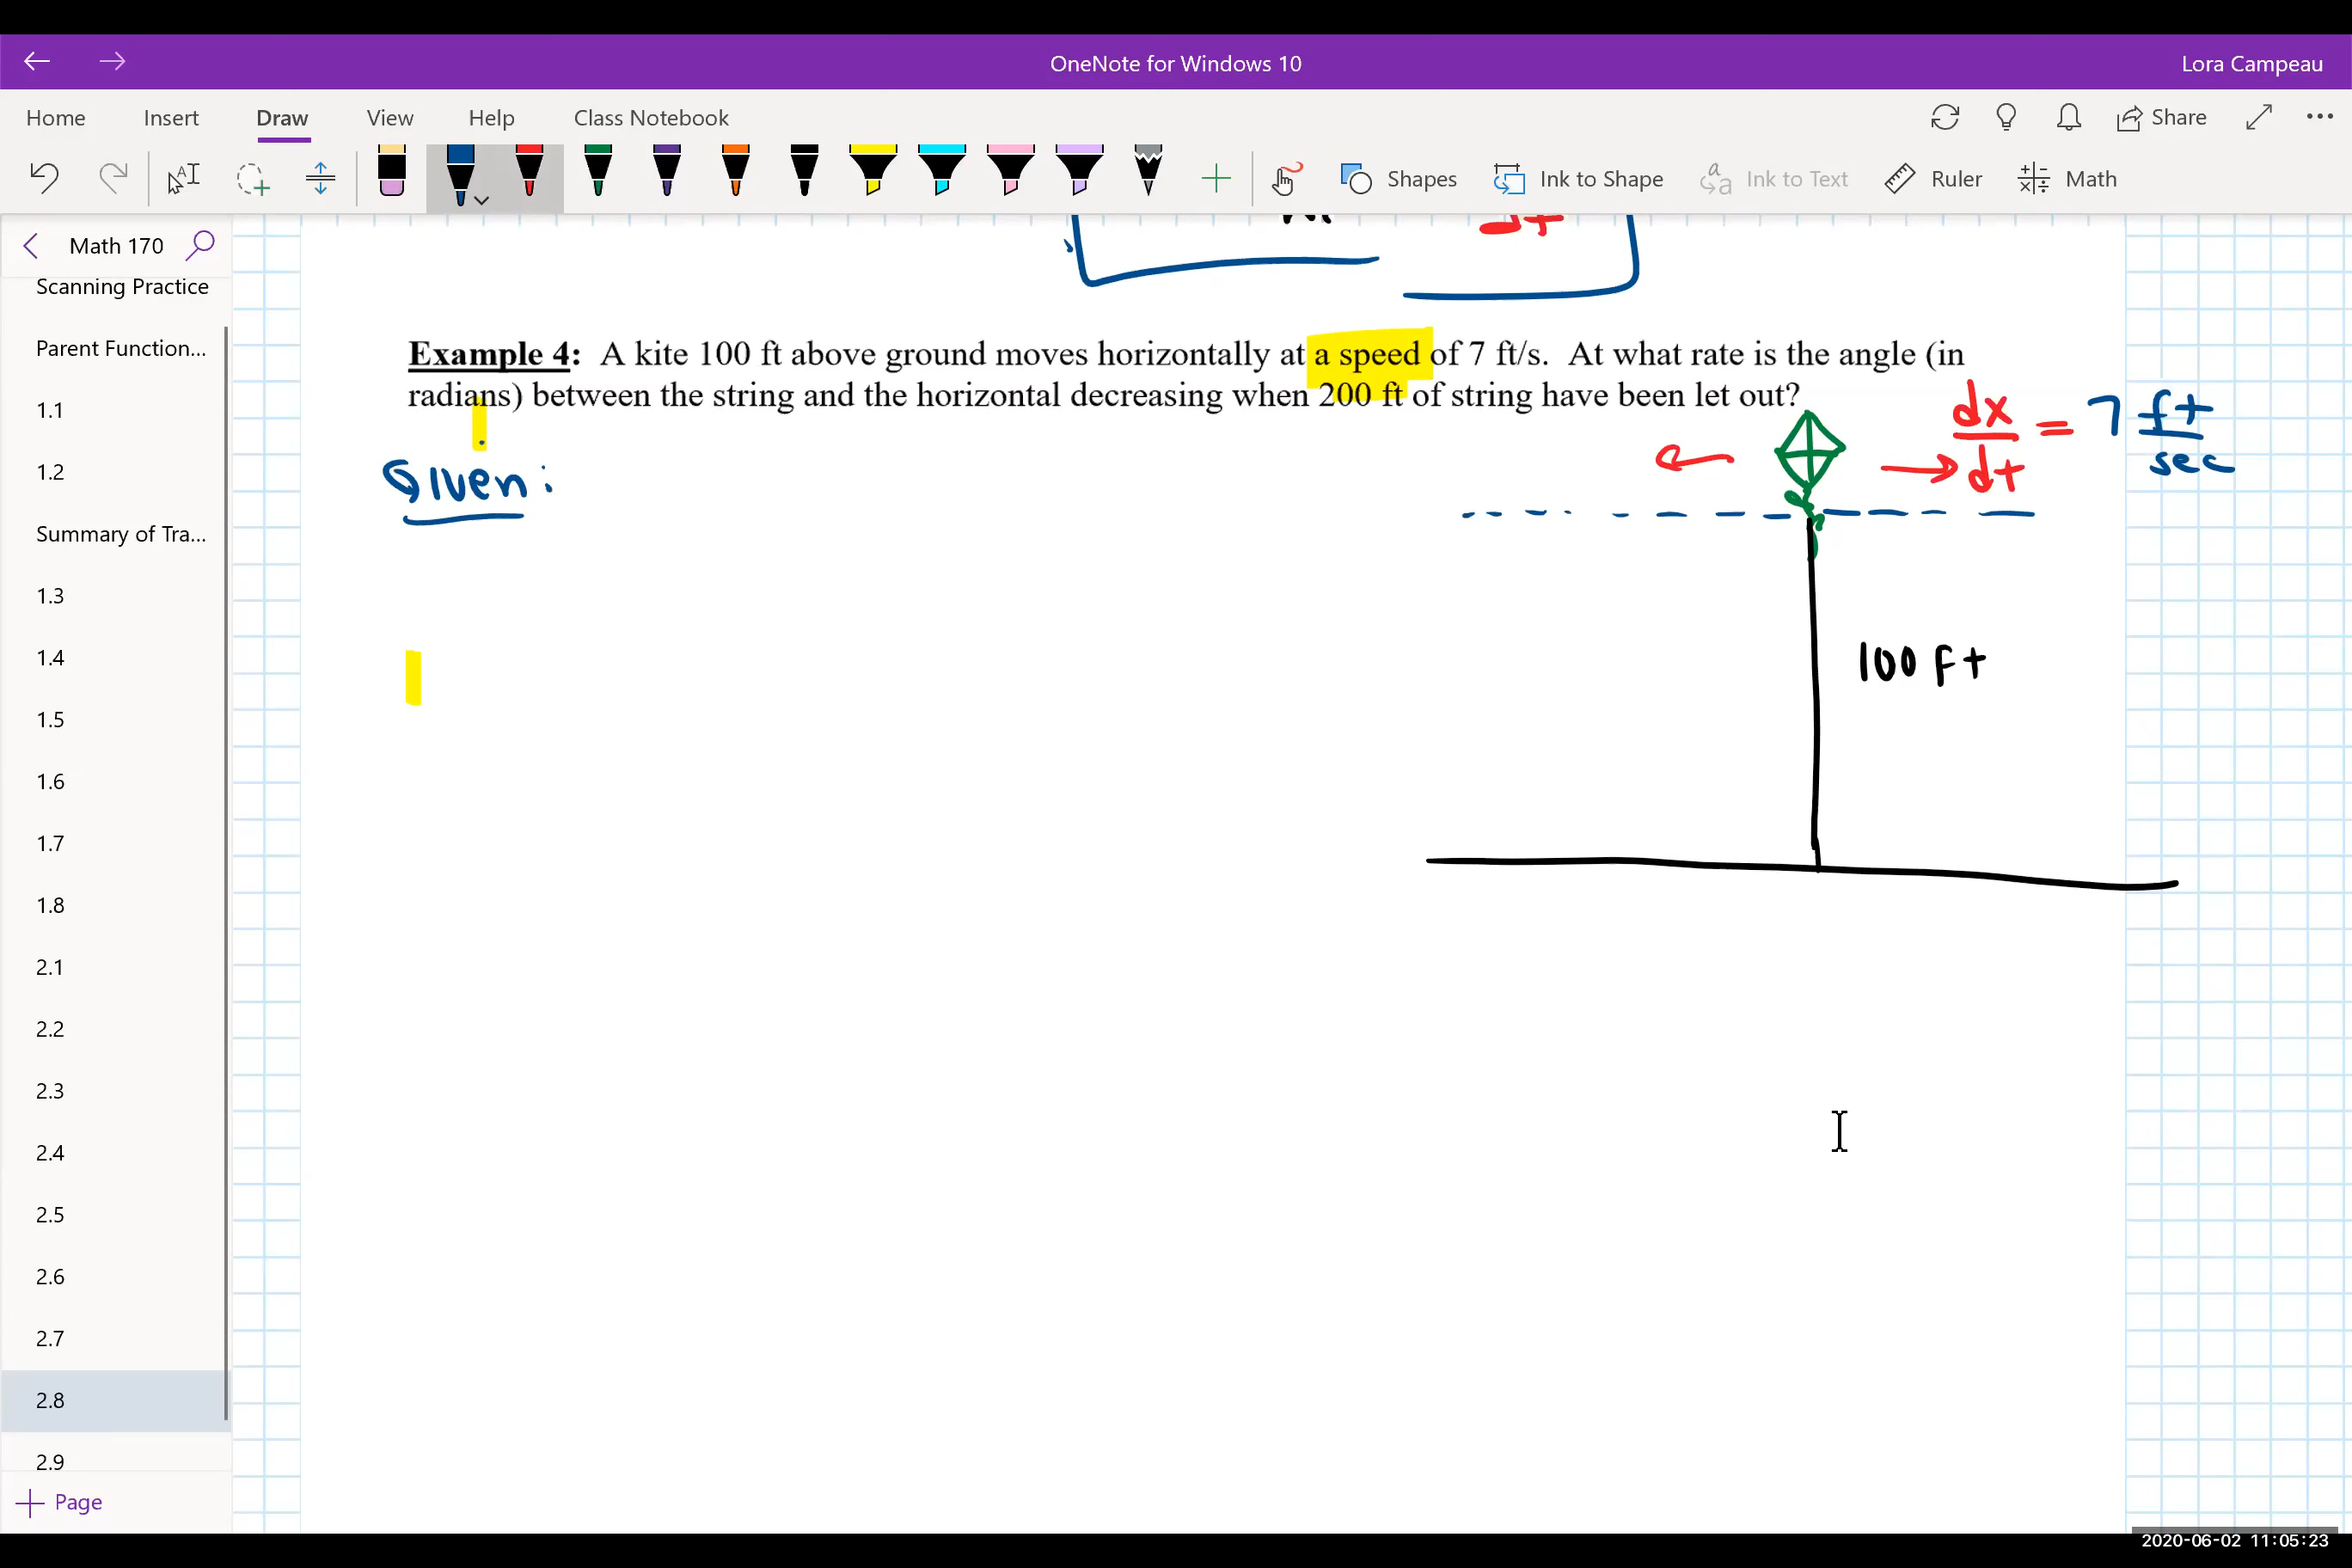 OneNote for Windows 10
Lora Campeau
Home Insert Draw View Help Class Notebook
Share
Shapes Ink to Shape Ink to Text Ruler Math
Math 170
Scanning Practice
Parent Function...
1.1
1.2
Summary of Tra...
1.3
1.4
1.5
1.6
1.7
1.8
2.1
2.2
2.3
2.4
2.5
2.6
2.7
2.8
2.9
Page
Example 4: A kite 100 ft above ground moves horizontally at a speed of 7 ft/s. At what rate is the angle (in
radians) between the string and the horizontal decreasing when 200 ft of string have been let out?
Given:
dx/dt = 7 ft/sec
100 Ft
2020-06-02 11:05:23